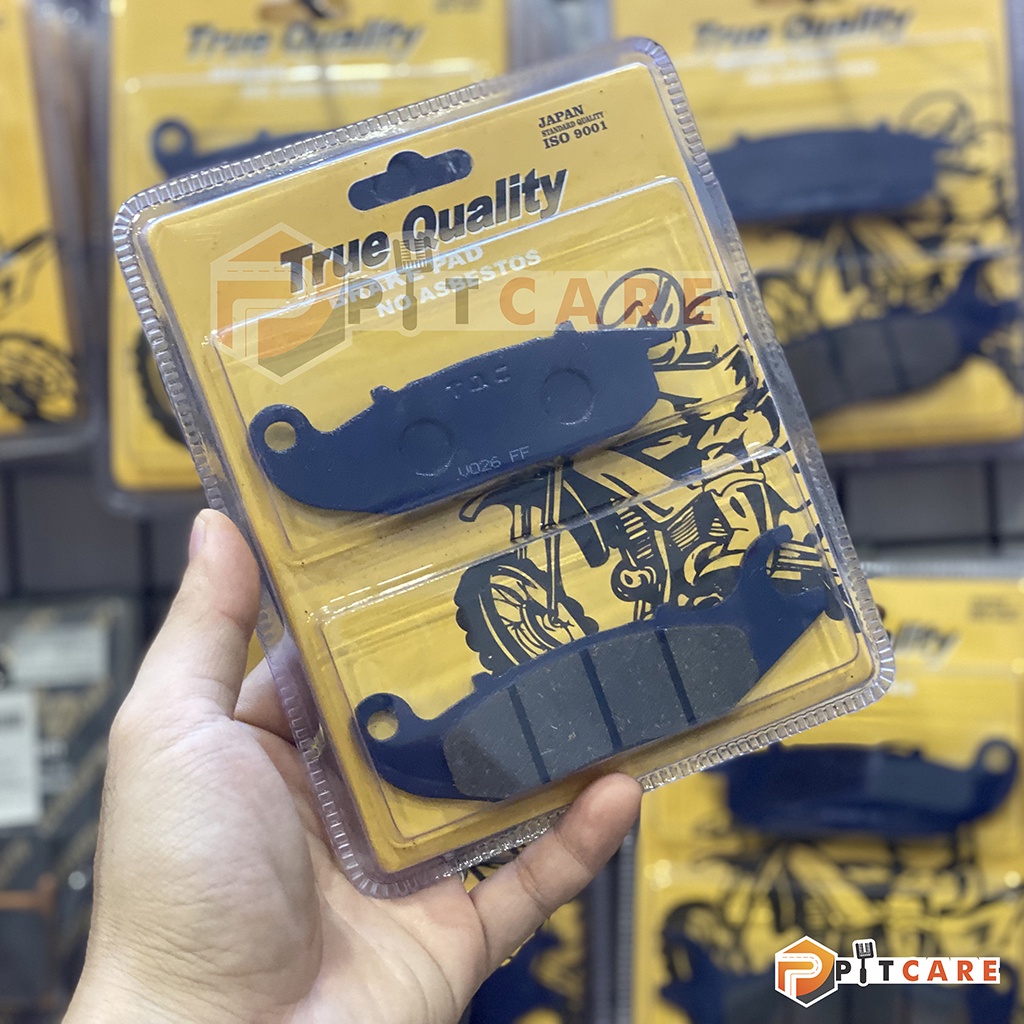 True Quality
True Quality
JAPAN
STANDARD QUALITY
ISO 9001
True Quality
BRAKE PAD
NO ASBESTOS
PITCARE
U026 FF
Quality
PITCARE